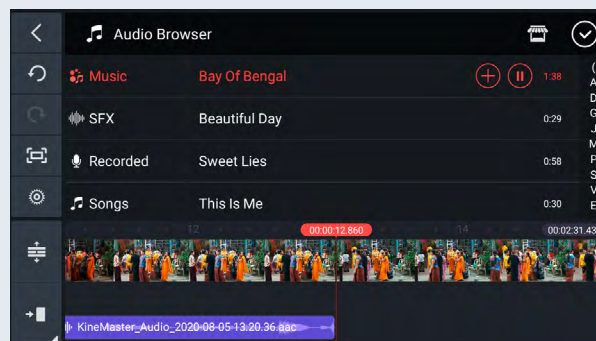 Audio Browser
Music Bay Of Bengal 1:38
SFX Beautiful Day 0:29
Recorded Sweet Lies 0:58
Songs This Is Me 0:30
(
A
D
G
J
M
P
S
V
E
12 00:00:12.860 14 00:02:31.43
KineMaster_Audio_2020-08-05-13.20.36.aac